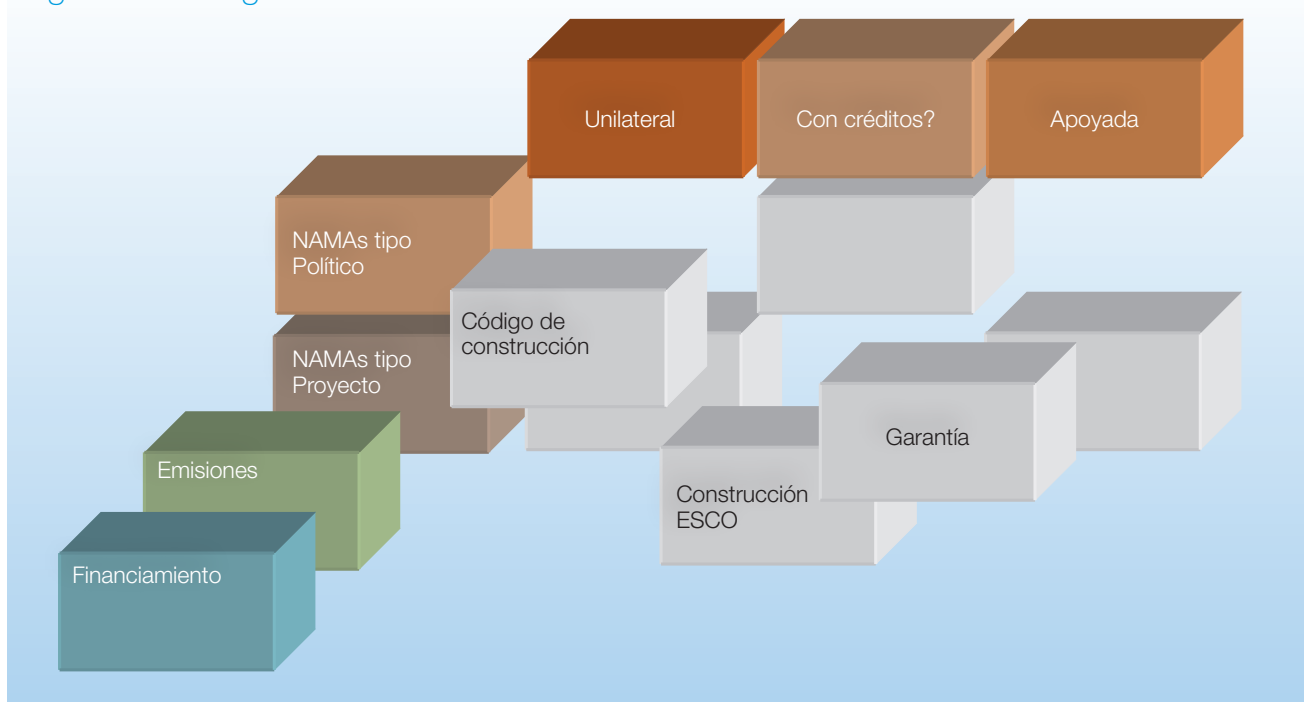 Unilateral
Con créditos?
Apoyada
NAMAs tipo
Político
Código de
construcción
NAMAs tipo
Proyecto
Garantía
Emisiones
Construcción
ESCO
Financiamiento